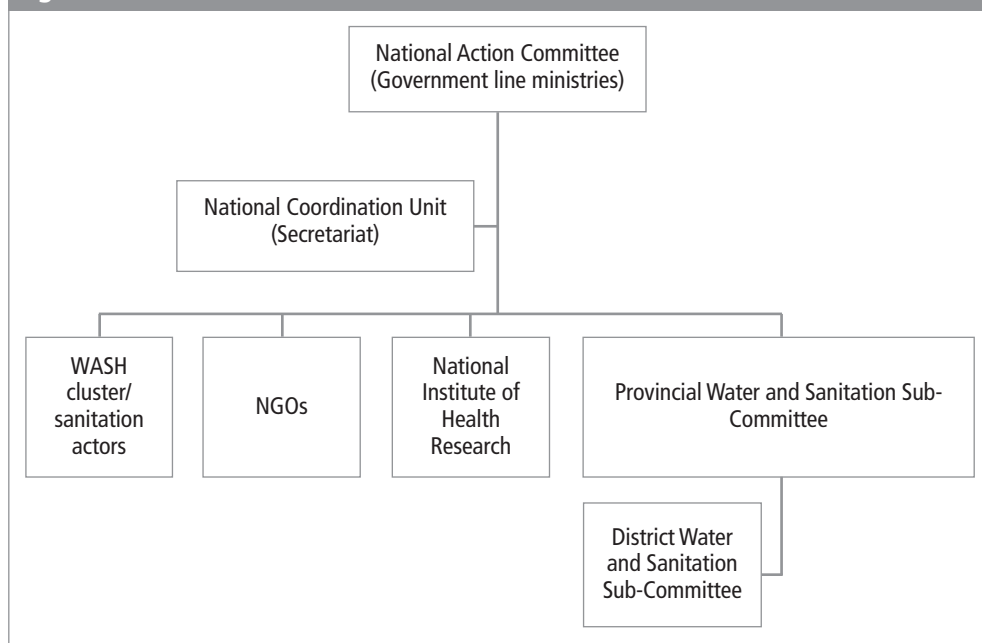 National Action Committee
(Government line ministries)
National Coordination Unit
(Secretariat)
WASH
cluster/
sanitation
actors
NGOs
National
Institute of
Health
Research
Provincial Water and Sanitation Sub-
Committee
District Water
and Sanitation
Sub-Committee